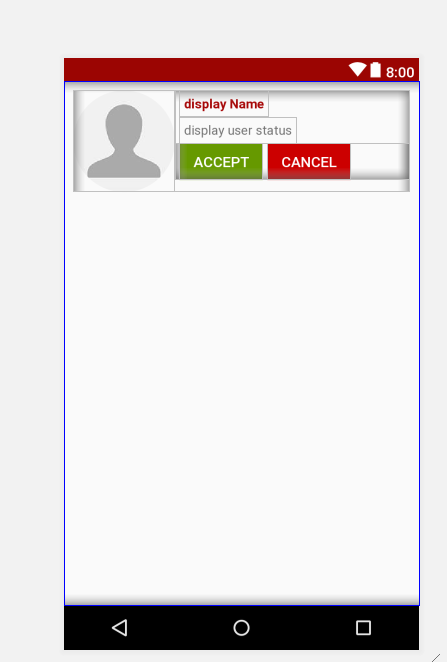 8:00
display Name
display user status
ACCEPT CANCEL